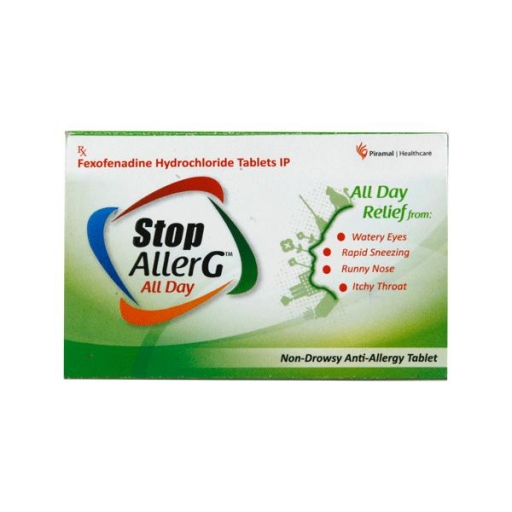 Rx
Fexofenadine Hydrochloride Tablets IP
Piramal | Healthcare
Stop
AllerG™
All Day
All Day
Relief from:
Watery Eyes
Rapid Sneezing
Runny Nose
Itchy Throat
Non-Drowsy Anti-Allergy Tablet